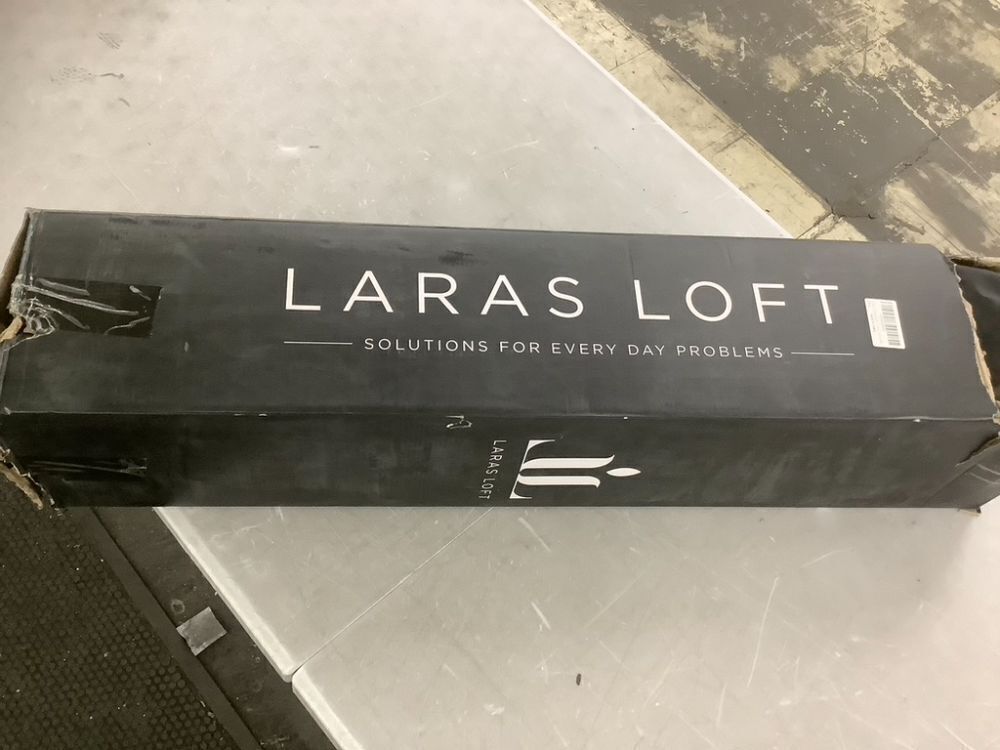 LARAS LOFT
SOLUTIONS FOR EVERY DAY PROBLEMS
LARAS LOFT